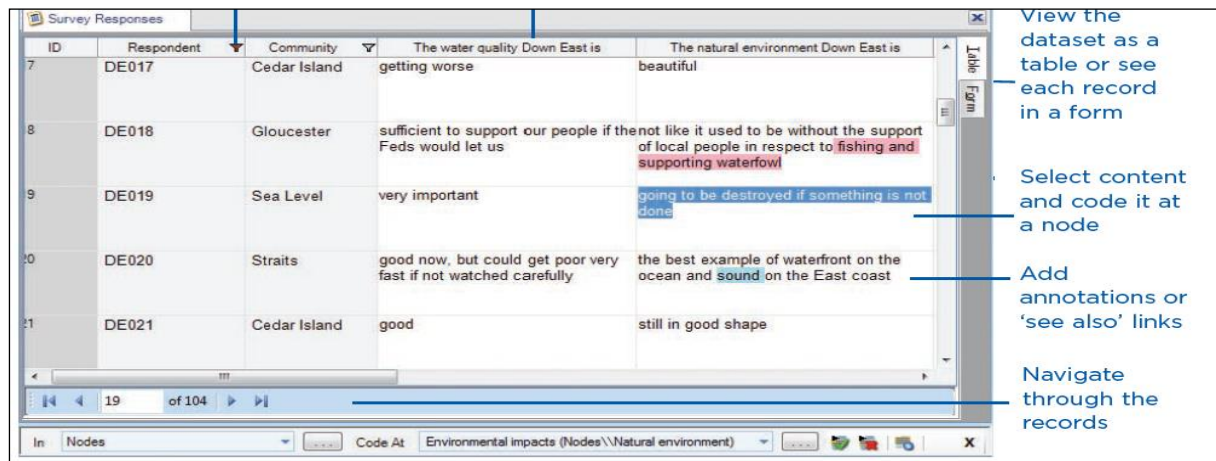 Survey Responses
ID Respondent Community The water quality Down East is The natural environment Down East is
7 DE017 Cedar Island getting worse beautiful
8 DE018 Gloucester sufficient to support our people if the not like it used to be without the support
Feds would let us of local people in respect to fishing and
supporting waterfowl
9 DE019 Sea Level very important going to be destroyed if something is not
done
20 DE020 Straits good now, but could get poor very the best example of waterfront on the
fast if not watched carefully ocean and sound on the East coast
21 DE021 Cedar Island good still in good shape
19 of 104
In Nodes ... Code At Environmental impacts (Nodes\\Natural environment) ... X
Table
Form
View the
dataset as a
table or see
each record
in a form
Select content
and code it at
a node
Add
annotations or
‘see also’ links
Navigate
through the
records